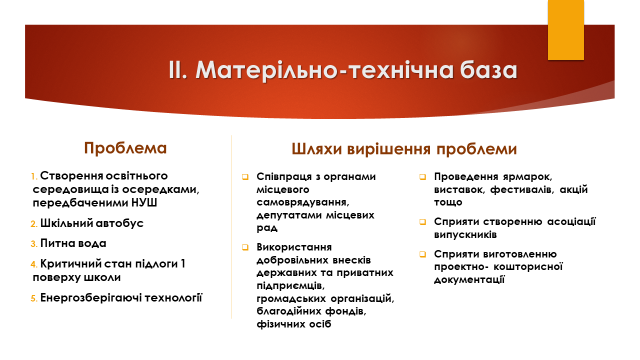 II. Матерільно-технічна база
Проблема
1. Створення освітнього
середовища із осередками,
передбаченими НУШ
2. Шкільний автобус
3. Питна вода
4. Критичний стан підлоги 1
поверху школи
5. Енергозберігаючі технології
Шляхи вирішення проблеми
Співпраця з органами
місцевого
самоврядування,
депутатами місцевих
рад
Використання
добровільних внесків
державних та приватних
підприємців,
громадських організацій,
благодійних фондів,
фізичних осіб
Проведення ярмарок,
виставок, фестивалів, акцій
тощо
Сприяти створенню асоціації
випускників
Сприяти виготовленню
проектно- кошторисної
документації